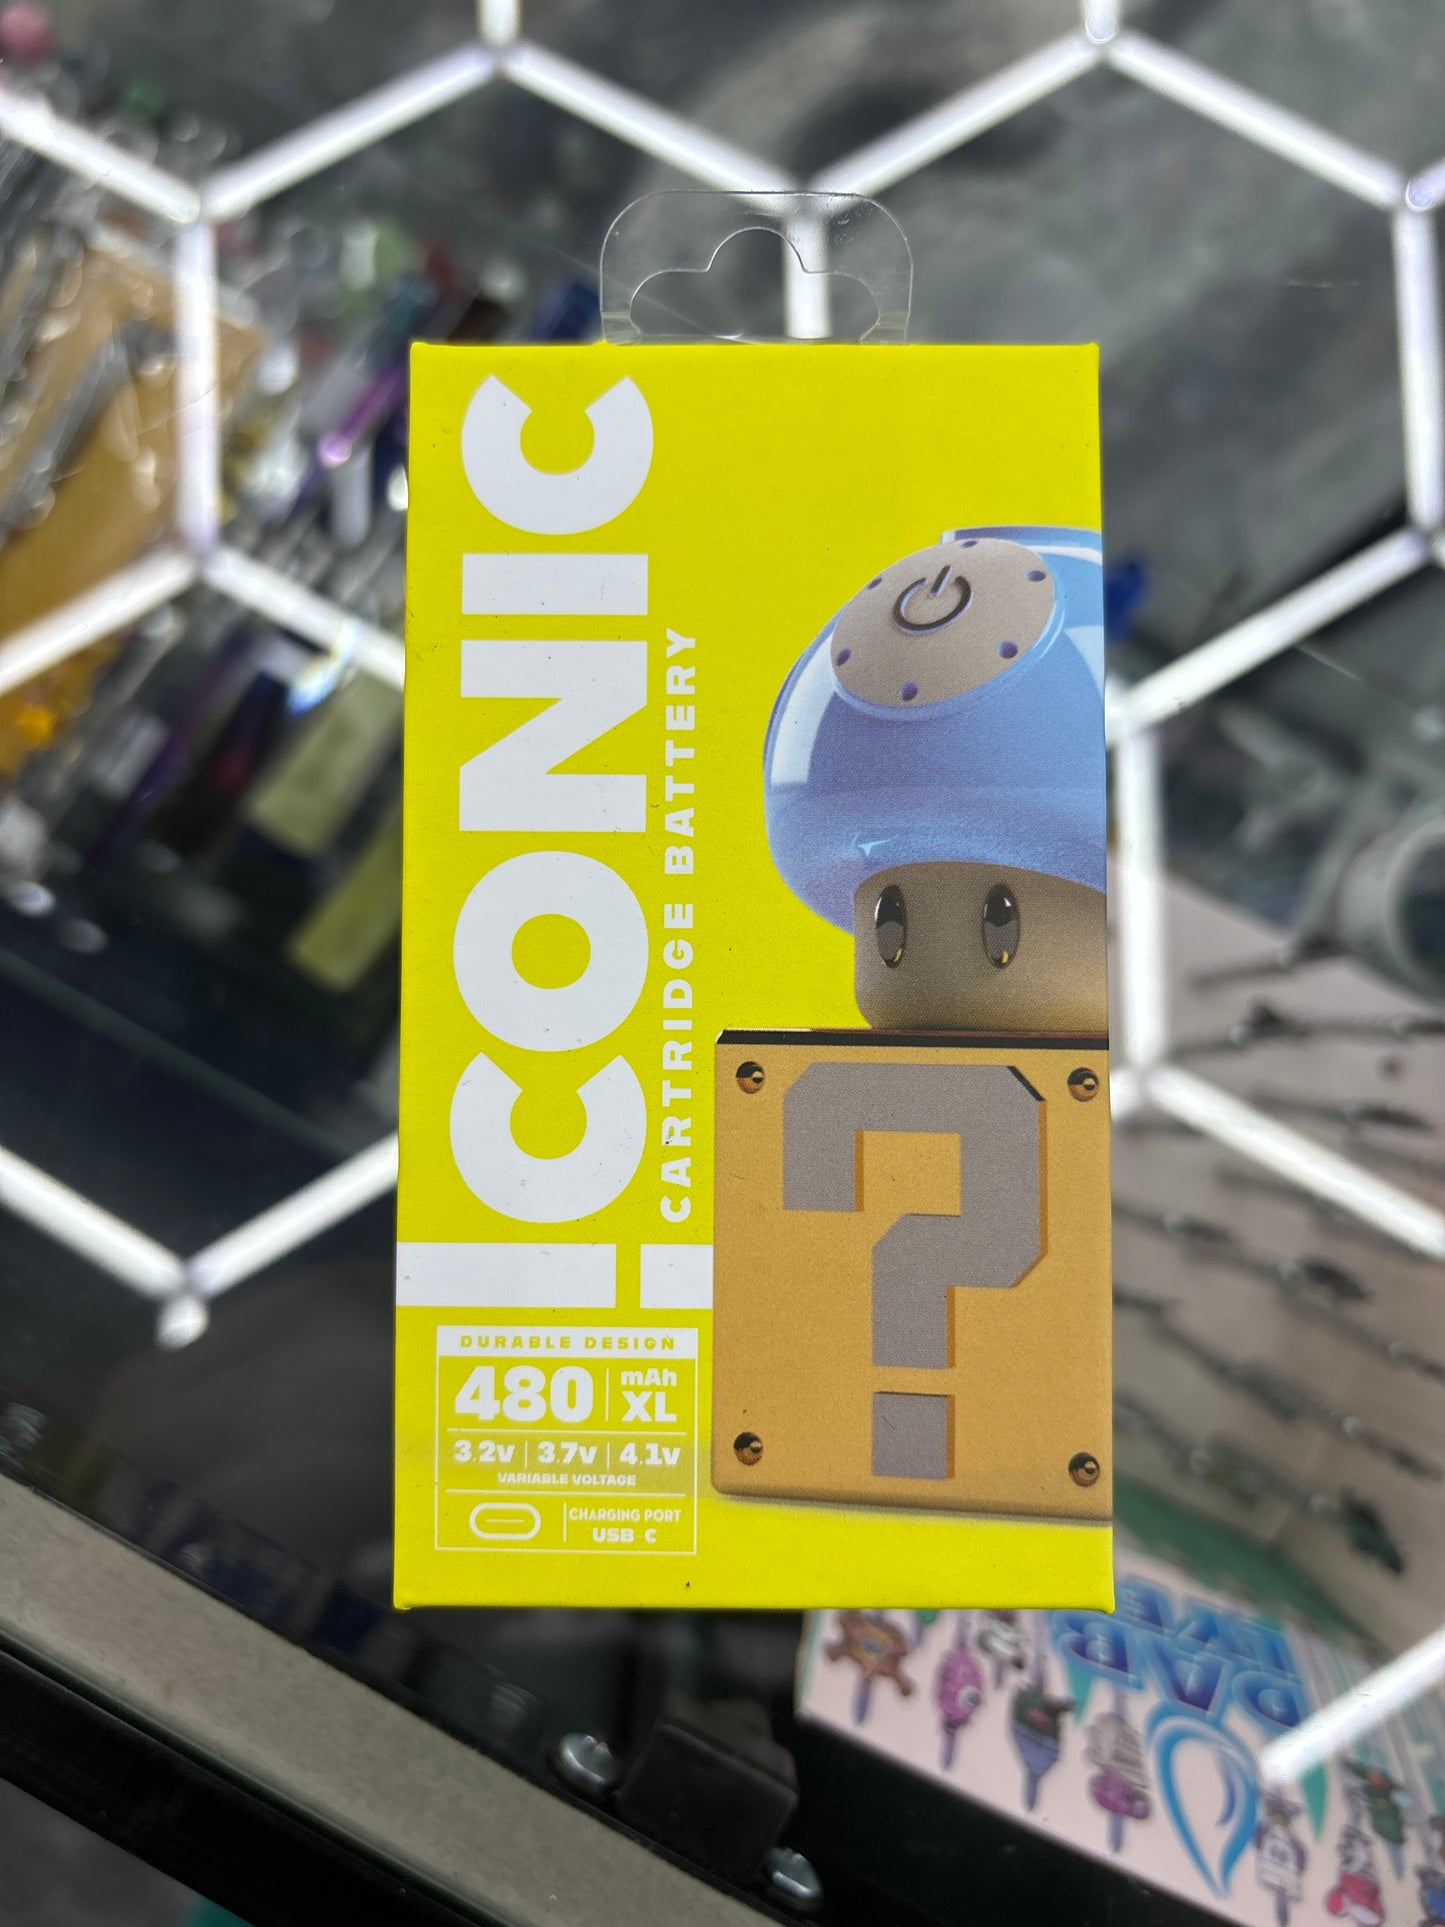 ICONIC
CARTRIDGE BATTERY
?
DURABLE DESIGN
480 mAh XL
3.2v | 3.7v | 4.1v
VARIABLE VOLTAGE
CHARGING PORT
USB-C
DAB